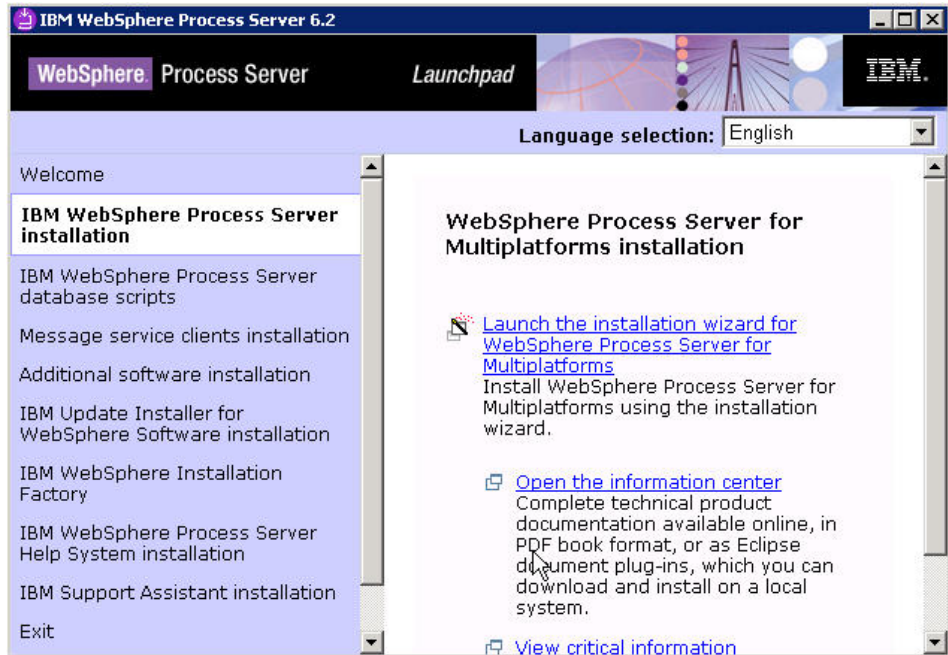 IBM WebSphere Process Server 6.2
WebSphere. Process Server
Launchpad
IBM.
Language selection: English
Welcome
IBM WebSphere Process Server
installation
IBM WebSphere Process Server
database scripts
Message service clients installation
Additional software installation
IBM Update Installer for
WebSphere Software installation
IBM WebSphere Installation
Factory
IBM WebSphere Process Server
Help System installation
IBM Support Assistant installation
Exit
WebSphere Process Server for
Multiplatforms installation
Launch the installation wizard for
WebSphere Process Server for
Multiplatforms
Install WebSphere Process Server for
Multiplatforms using the installation
wizard.
Open the information center
Complete technical product
documentation available online, in
PDF book format, or as Eclipse
document plug-ins, which you can
download and install on a local
system.
View critical information